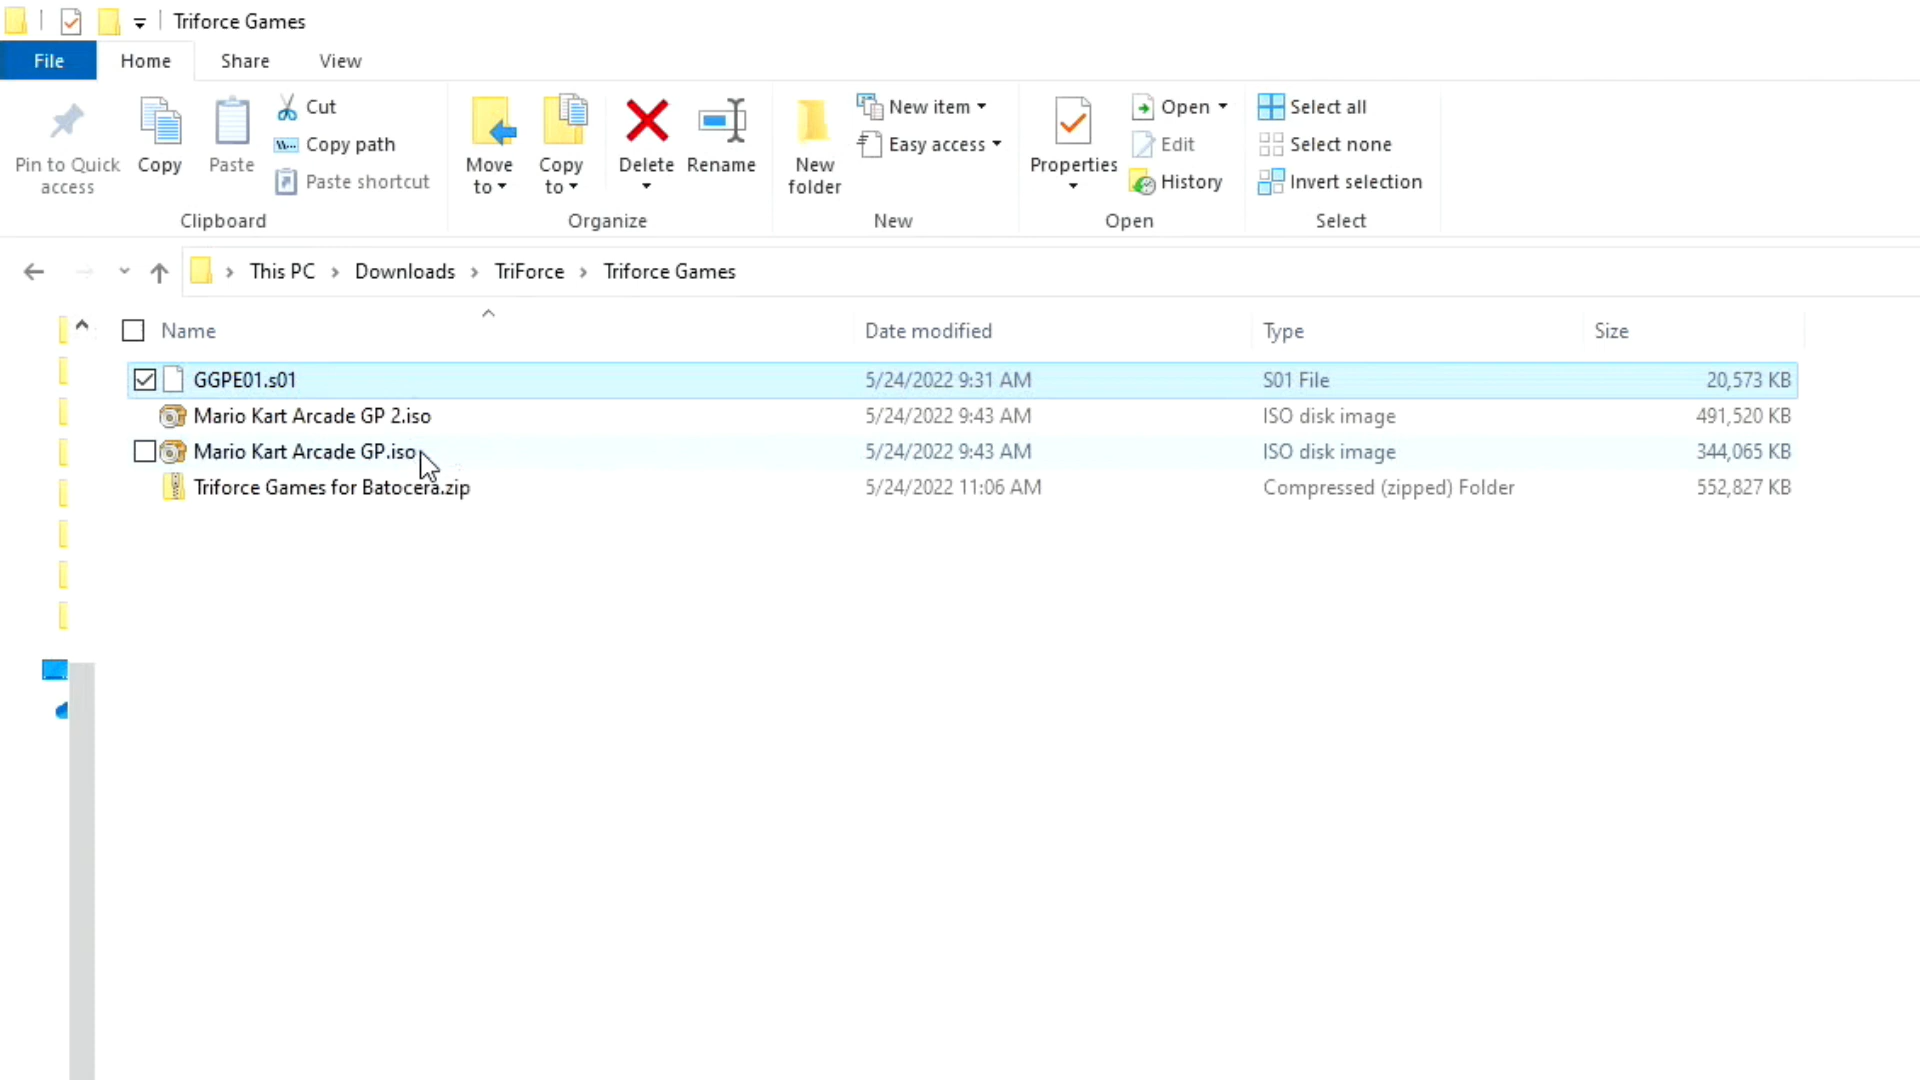 Triforce Games
File Home Share View
Pin to Quick access
Copy
Paste
Cut
Copy path
Paste shortcut
Clipboard
Move to
Copy to
Delete
Rename
Organize
New folder
New item
Easy access
New
Properties
Open
Edit
History
Open
Select all
Select none
Invert selection
Select
This PC > Downloads > TriForce > Triforce Games
Name Date modified Type Size
GGPE01.s01 5/24/2022 9:31 AM S01 File 20,573 KB
Mario Kart Arcade GP 2.iso 5/24/2022 9:43 AM ISO disk image 491,520 KB
Mario Kart Arcade GP.iso 5/24/2022 9:43 AM ISO disk image 344,065 KB
Triforce Games for Batocera.zip 5/24/2022 11:06 AM Compressed (zipped) Folder 552,827 KB